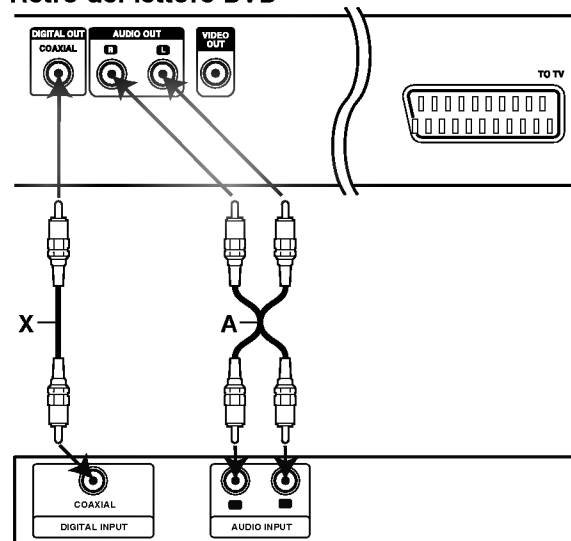 Retro del lettore DVD
DIGITAL OUT
COAXIAL
AUDIO OUT
R
L
VIDEO
OUT
TO TV
X
A
COAXIAL
DIGITAL INPUT
AUDIO INPUT